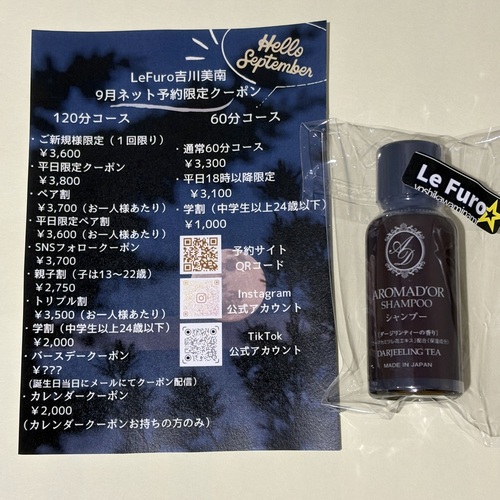 Hello
September
LeFuro吉川美南
9月ネット予約限定クーポン
120分コース
・ご新規様限定（１回限り）
￥3,600
・平日限定クーポン
￥3,800
・ペア割
￥3,700（お一人様あたり）
・平日限定ペア割
￥3,600（お一人様あたり）
・SNSフォロークーポン
￥3,700
・親子割（子は13〜22歳）
￥2,750
・トリプル割
￥3,500（お一人様あたり）
・学割（中学生以上24歳以下）
￥2,000
・バースデークーポン
￥???
（誕生日当日にメールにてクーポン配信）
・カレンダークーポン
￥2,000
（カレンダークーポンお持ちの方のみ）
60分コース
・通常60分コース
￥3,300
・平日18時以降限定
￥3,100
・学割（中学生以上24歳以下）
￥1,000
予約サイト
QRコード
Instagram
公式アカウント
TikTok
公式アカウント
Le Furo
yoshikawaminami
AD
AROMAD'OR
SHAMPOO
シャンプー
ダージリンティーの香り
DARJEELING TEA
MADE IN JAPAN